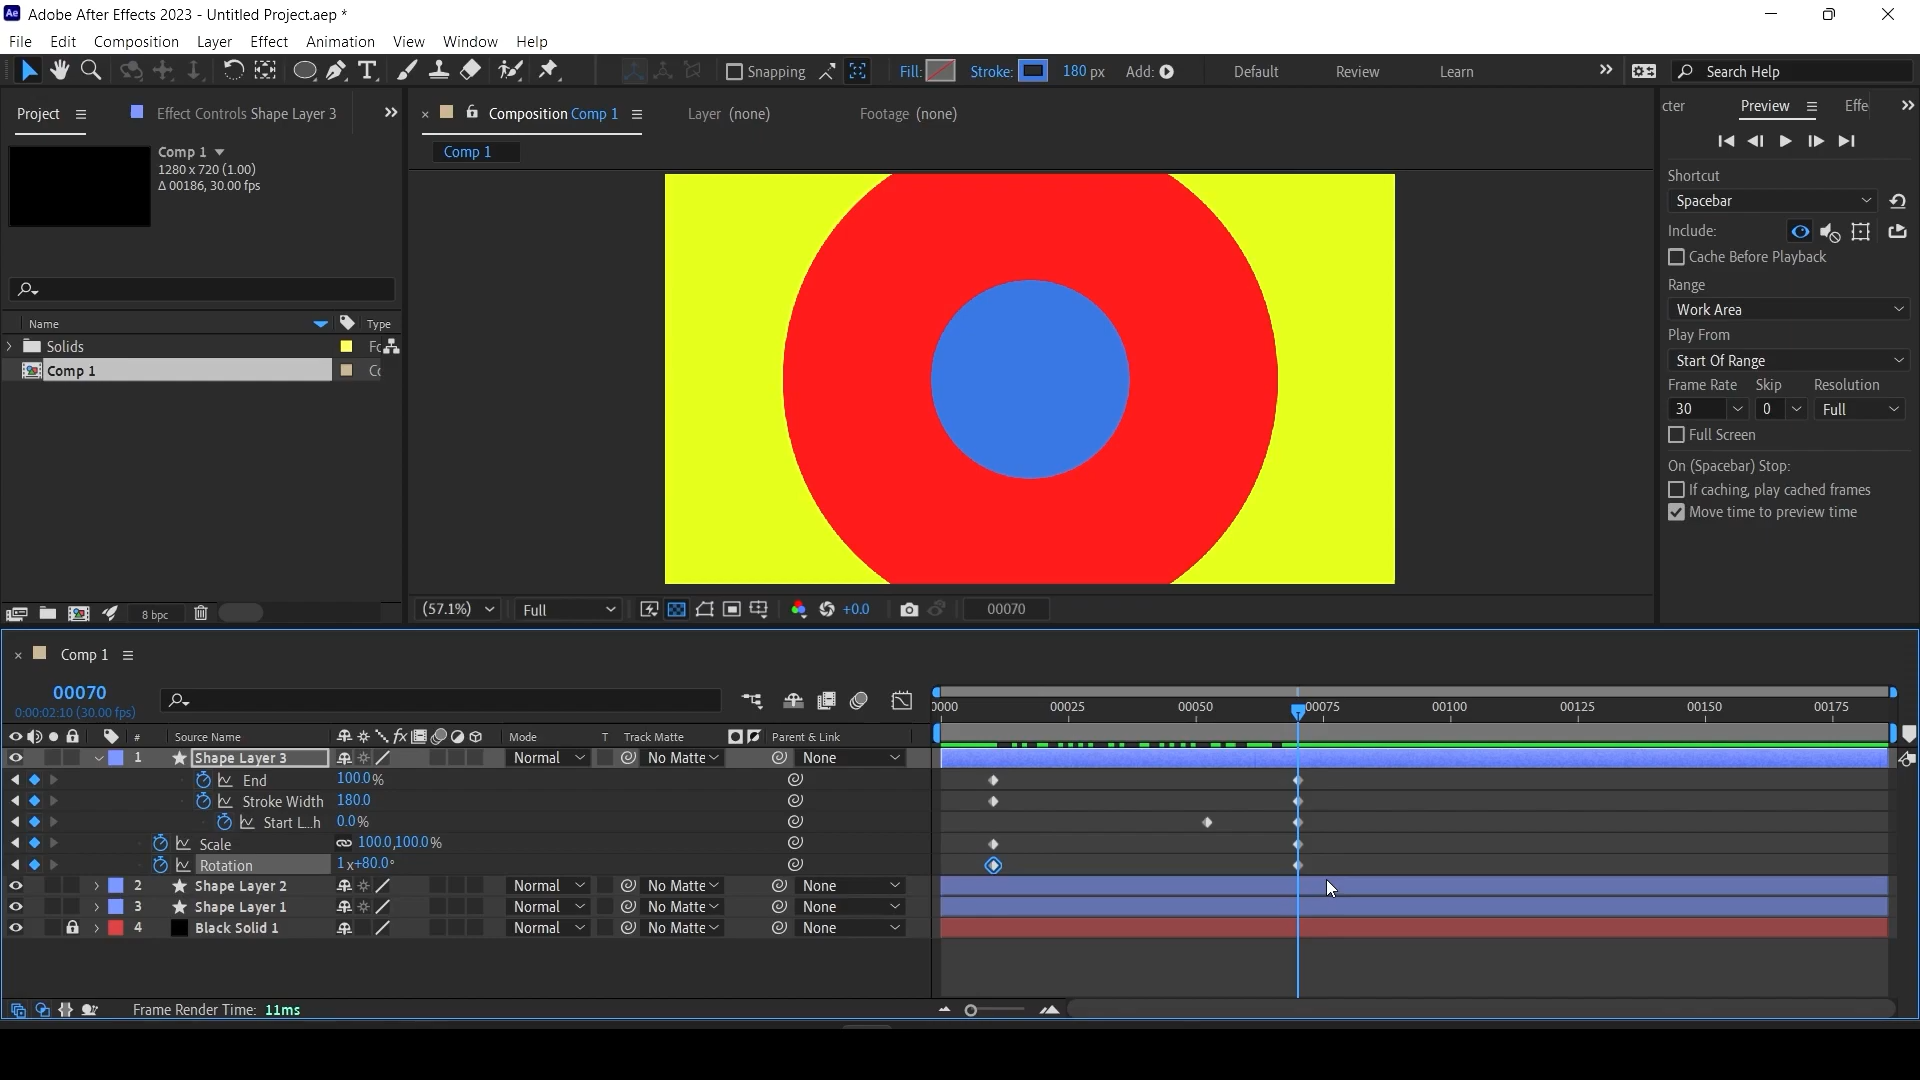 Ae Adobe After Effects 2023 - Untitled Project.aep *
File Edit Composition Layer Effect Animation View Window Help
Snapping Fill: Stroke: 180 px Add: Default Review Learn Search Help
Project Effect Controls Shape Layer 3
Composition Comp 1 Layer (none) Footage (none)
cter Preview Effe
Comp 1
1280 x 720 (1.00)
Δ 00186, 30.00 fps
Comp 1
Shortcut
Spacebar
Include:
Cache Before Playback
Range
Work Area
Play From
Start Of Range
Frame Rate Skip Resolution
30 0 Full
Full Screen
On (Spacebar) Stop:
If caching, play cached frames
Move time to preview time
Name Type
Solids
Comp 1
8 bpc
(57.1%) Full +0.0 00070
Comp 1
00070
0:00:02:10 (30.00 fps)
0000 00025 00050 00075 00100 00125 00150 00175
# Source Name fx Mode T Track Matte Parent & Link
1 Shape Layer 3 Normal No Matte None
End 100.0%
Stroke Width 180.0
Start L...h 0.0%
Scale 100.0,100.0%
Rotation 1x+80.0°
2 Shape Layer 2 Normal No Matte None
3 Shape Layer 1 Normal No Matte None
4 Black Solid 1 Normal No Matte None
Frame Render Time: 11ms